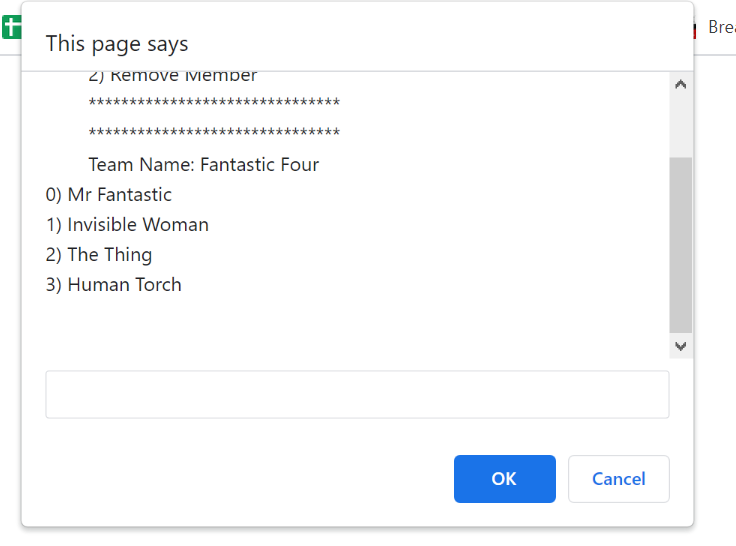 Brea
This page says
2) Remove Member
*******************************
*******************************
Team Name: Fantastic Four
0) Mr Fantastic
1) Invisible Woman
2) The Thing
3) Human Torch
OK
Cancel